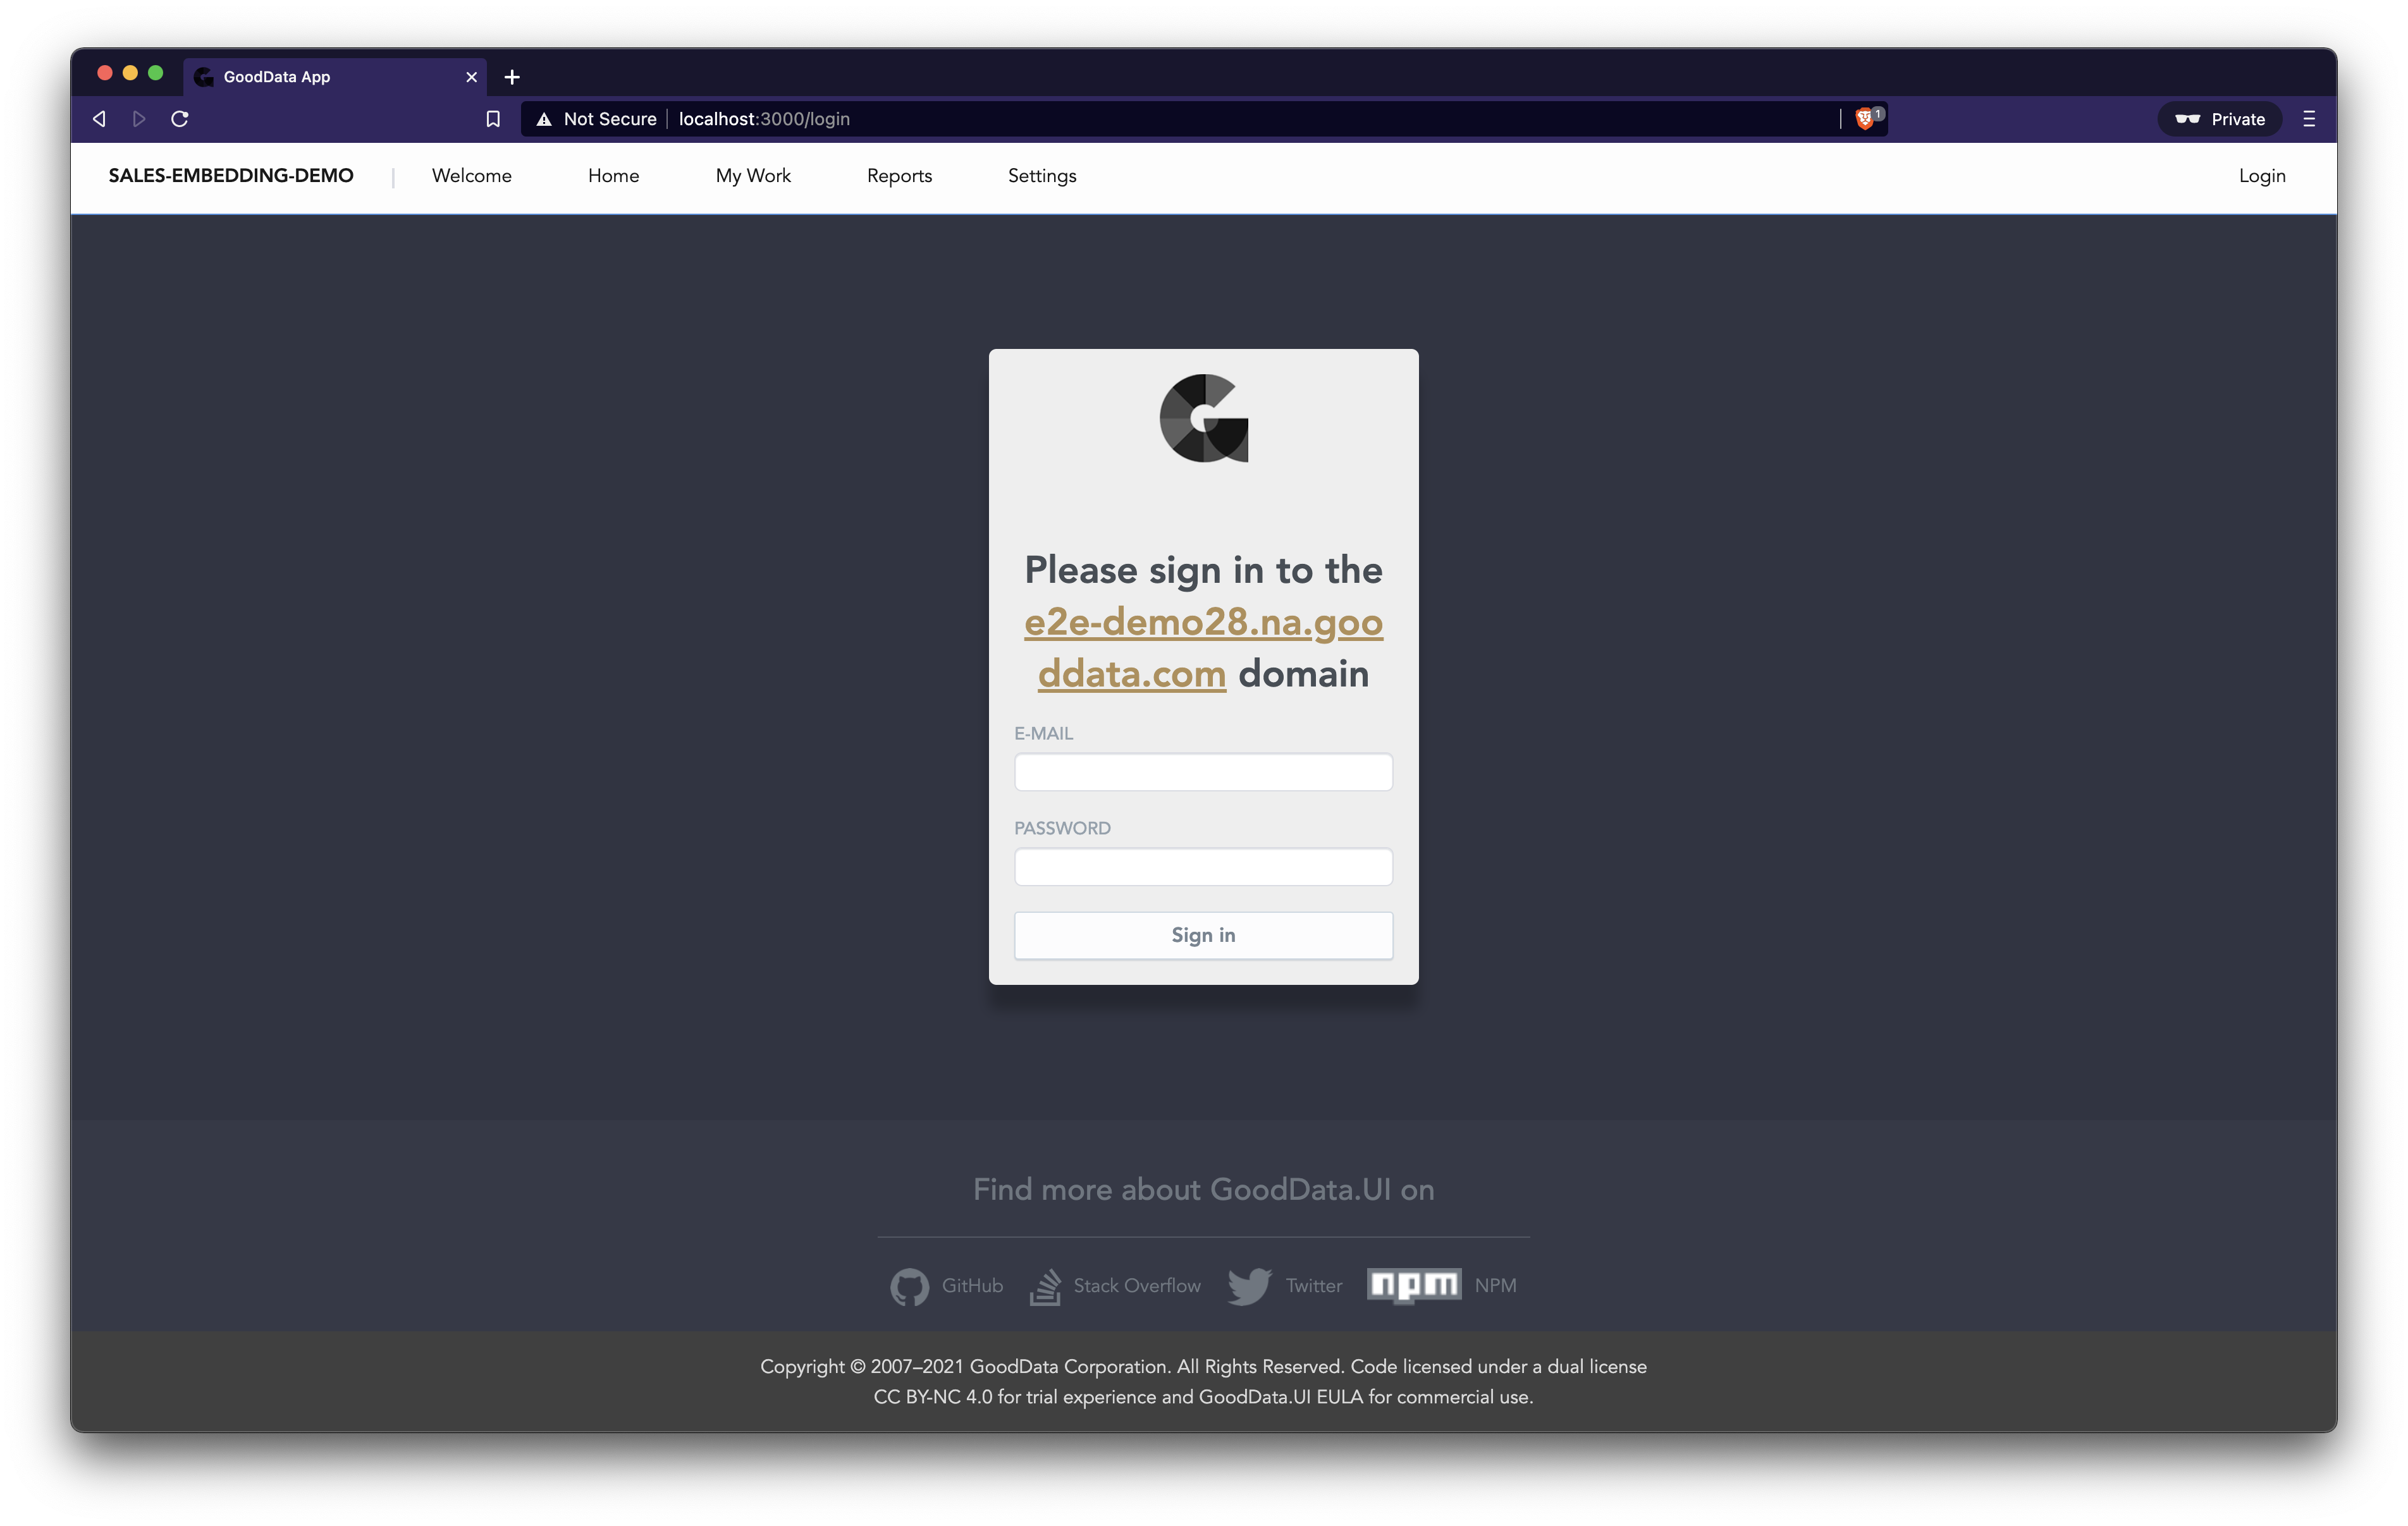 GoodData App
Not Secure localhost:3000/login 1 Private
SALES-EMBEDDING-DEMO | Welcome Home My Work Reports Settings Login
Please sign in to the
e2e-demo28.na.goo
ddata.com domain
E-MAIL
PASSWORD
Sign in
Find more about GoodData.UI on
GitHub Stack Overflow Twitter npm NPM
Copyright © 2007–2021 GoodData Corporation. All Rights Reserved. Code licensed under a dual license
CC BY-NC 4.0 for trial experience and GoodData.UI EULA for commercial use.